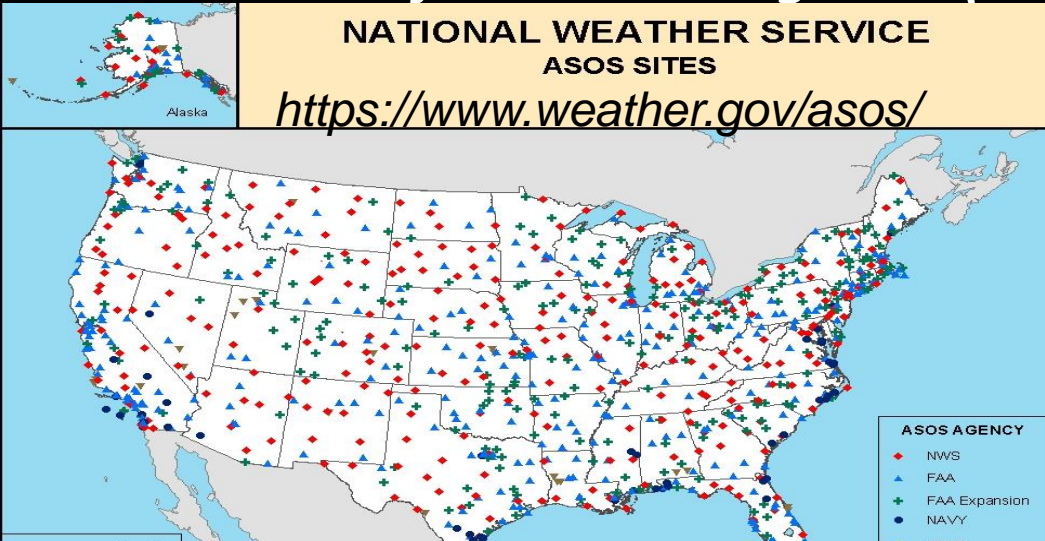 NATIONAL WEATHER SERVICE
ASOS SITES
https://www.weather.gov/asos/
Alaska
ASOS AGENCY
NWS
FAA
FAA Expansion
NAVY